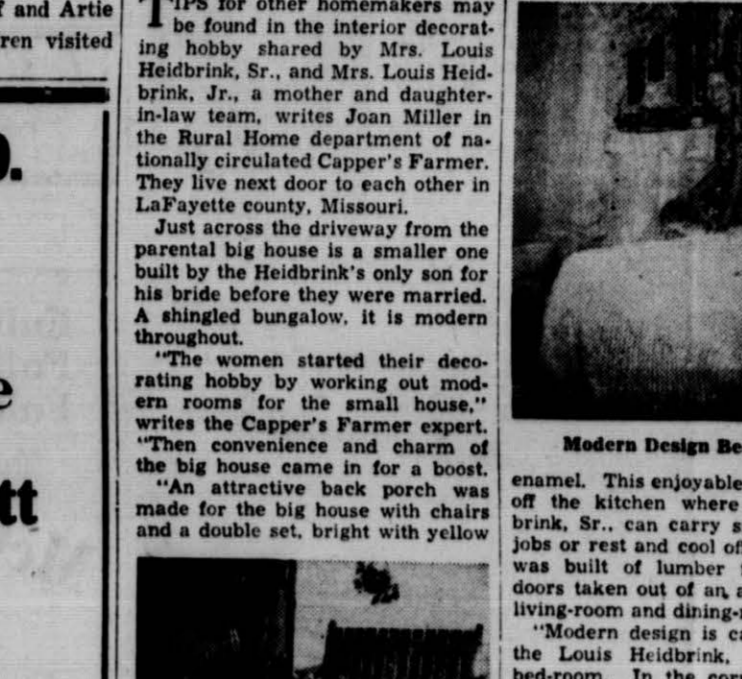 f and Artie
ren visited
tt
TIPS for other homemakers may
be found in the interior decorat-
ing hobby shared by Mrs. Louis
Heidbrink, Sr., and Mrs. Louis Heid-
brink, Jr., a mother and daughter-
in-law team, writes Joan Miller in
the Rural Home department of na-
tionally circulated Capper's Farmer.
They live next door to each other in
LaFayette county, Missouri.
Just across the driveway from the
parental big house is a smaller one
built by the Heidbrink's only son for
his bride before they were married.
A shingled bungalow, it is modern
throughout.
"The women started their deco-
rating hobby by working out mod-
ern rooms for the small house,"
writes the Capper's Farmer expert.
"Then convenience and charm of
the big house came in for a boost.
"An attractive back porch was
made for the big house with chairs
and a double set, bright with yellow
Modern Design Be
enamel. This enjoyable
off the kitchen where
brink, Sr., can carry s
jobs or rest and cool of
was built of lumber
doors taken out of an a
living-room and dining-
"Modern design is ca
the Louis Heidbrink,
bed-room. In the corn